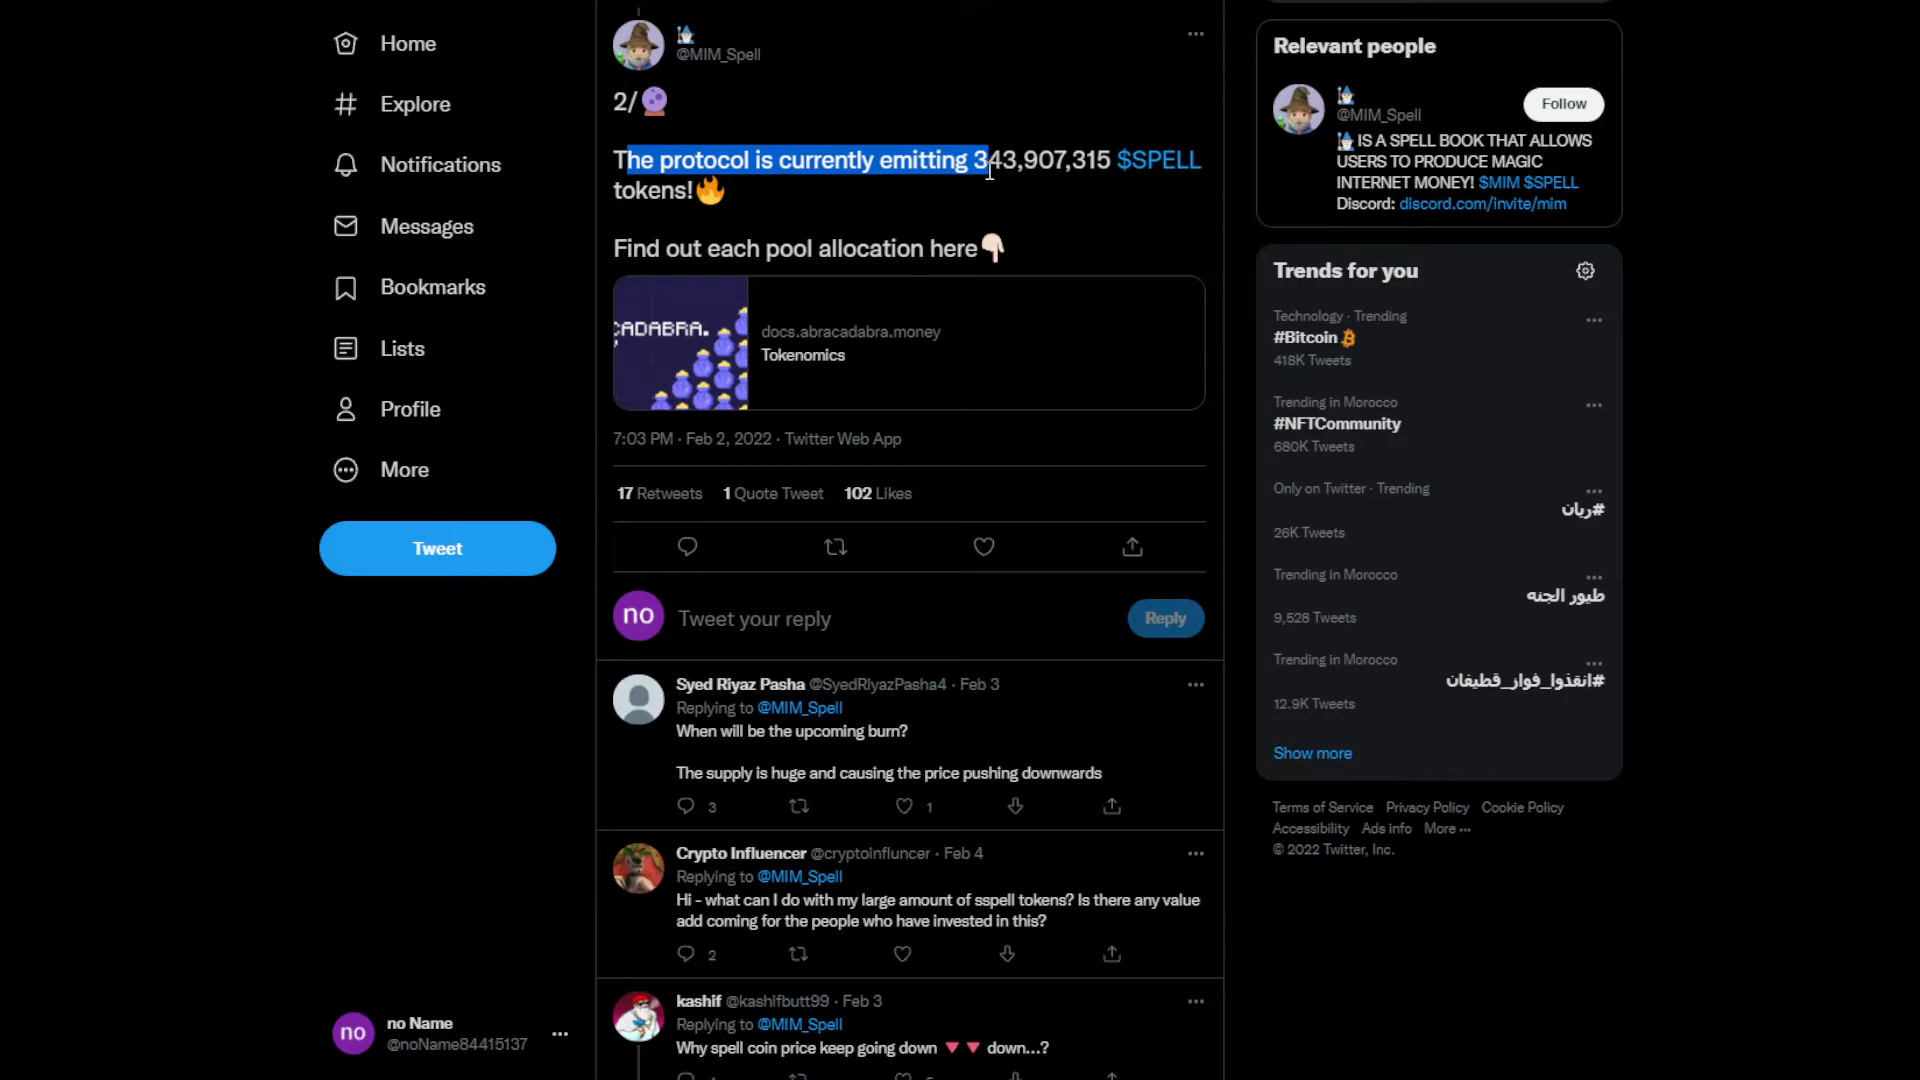 Home
Explore
Notifications
Messages
Bookmarks
Lists
Profile
More
Tweet
no
no Name
@noName84415137
@MIM_Spell
2/🔮
The protocol is currently emitting 343,907,315 $SPELL
tokens!🔥
Find out each pool allocation here👇🏻
CADABRA.
docs.abracadabra.money
Tokenomics
7:03 PM · Feb 2, 2022 · Twitter Web App
17 Retweets 1 Quote Tweet 102 Likes
no
Tweet your reply
Reply
Syed Riyaz Pasha @SyedRiyazPasha4 · Feb 3
Replying to @MIM_Spell
When will be the upcoming burn?
The supply is huge and causing the price pushing downwards
3 1
Crypto Influencer @cryptoinfluncer · Feb 4
Replying to @MIM_Spell
Hi - what can I do with my large amount of sspell tokens? Is there any value
add coming for the people who have invested in this?
2
kashif @kashifbutt99 · Feb 3
Replying to @MIM_Spell
Why spell coin price keep going down 🔻🔻 down...?
Relevant people
@MIM_Spell
Follow
🧙‍♂️ IS A SPELL BOOK THAT ALLOWS
USERS TO PRODUCE MAGIC
INTERNET MONEY! $MIM $SPELL
Discord: discord.com/invite/mim
Trends for you
Technology · Trending
#Bitcoin
418K Tweets
Trending in Morocco
#NFTCommunity
680K Tweets
Only on Twitter · Trending
#ريان
26K Tweets
Trending in Morocco
طيور الجنه
9,528 Tweets
Trending in Morocco
#انقذوا_فواز_قطيفان
12.9K Tweets
Show more
Terms of Service Privacy Policy Cookie Policy
Accessibility Ads info More ···
© 2022 Twitter, Inc.